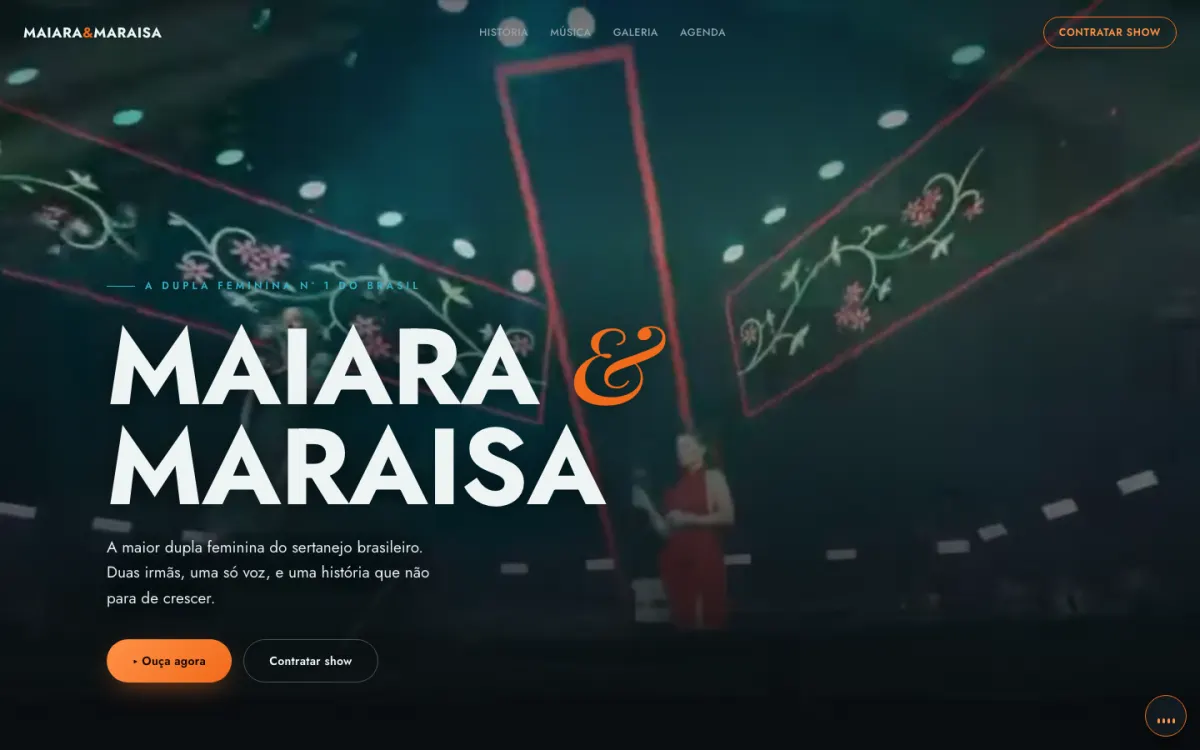 MAIARA&MARAISA
HISTÓRIA
MÚSICA
GALERIA
AGENDA
CONTRATAR SHOW
A DUPLA FEMININA Nº 1 DO BRASIL
MAIARA &
MARAISA
A maior dupla feminina do sertanejo brasileiro.
Duas irmãs, uma só voz, e uma história que não
para de crescer.
Ouça agora
Contratar show